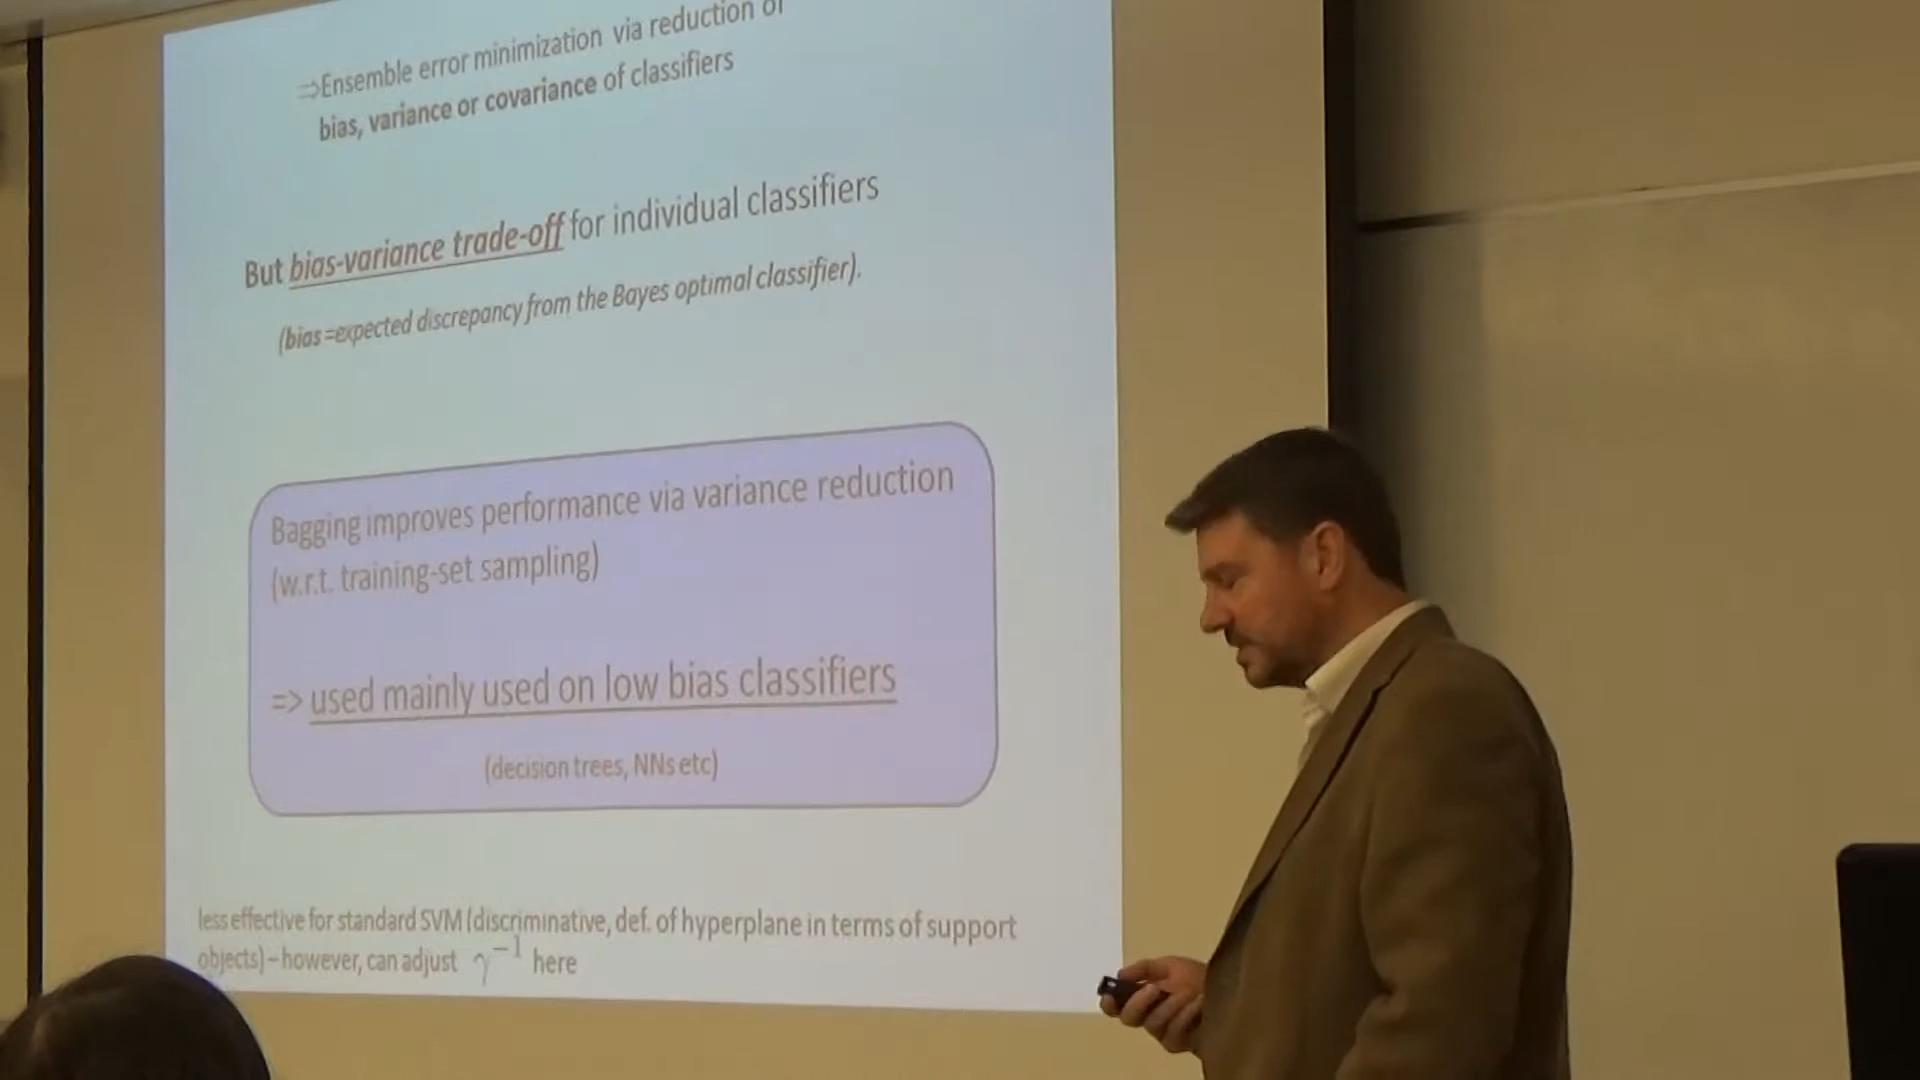 ⇒Ensemble error minimization via reduction of
bias, variance or covariance of classifiers
But bias-variance trade-off for individual classifiers
(bias =expected discrepancy from the Bayes optimal classifier).
Bagging improves performance via variance reduction
(w.r.t. training-set sampling)
=> used mainly used on low bias classifiers
(decision trees, NNs etc)
less effective for standard SVM (discriminative, def. of hyperplane in terms of support
objects) – however, can adjust γ⁻¹ here